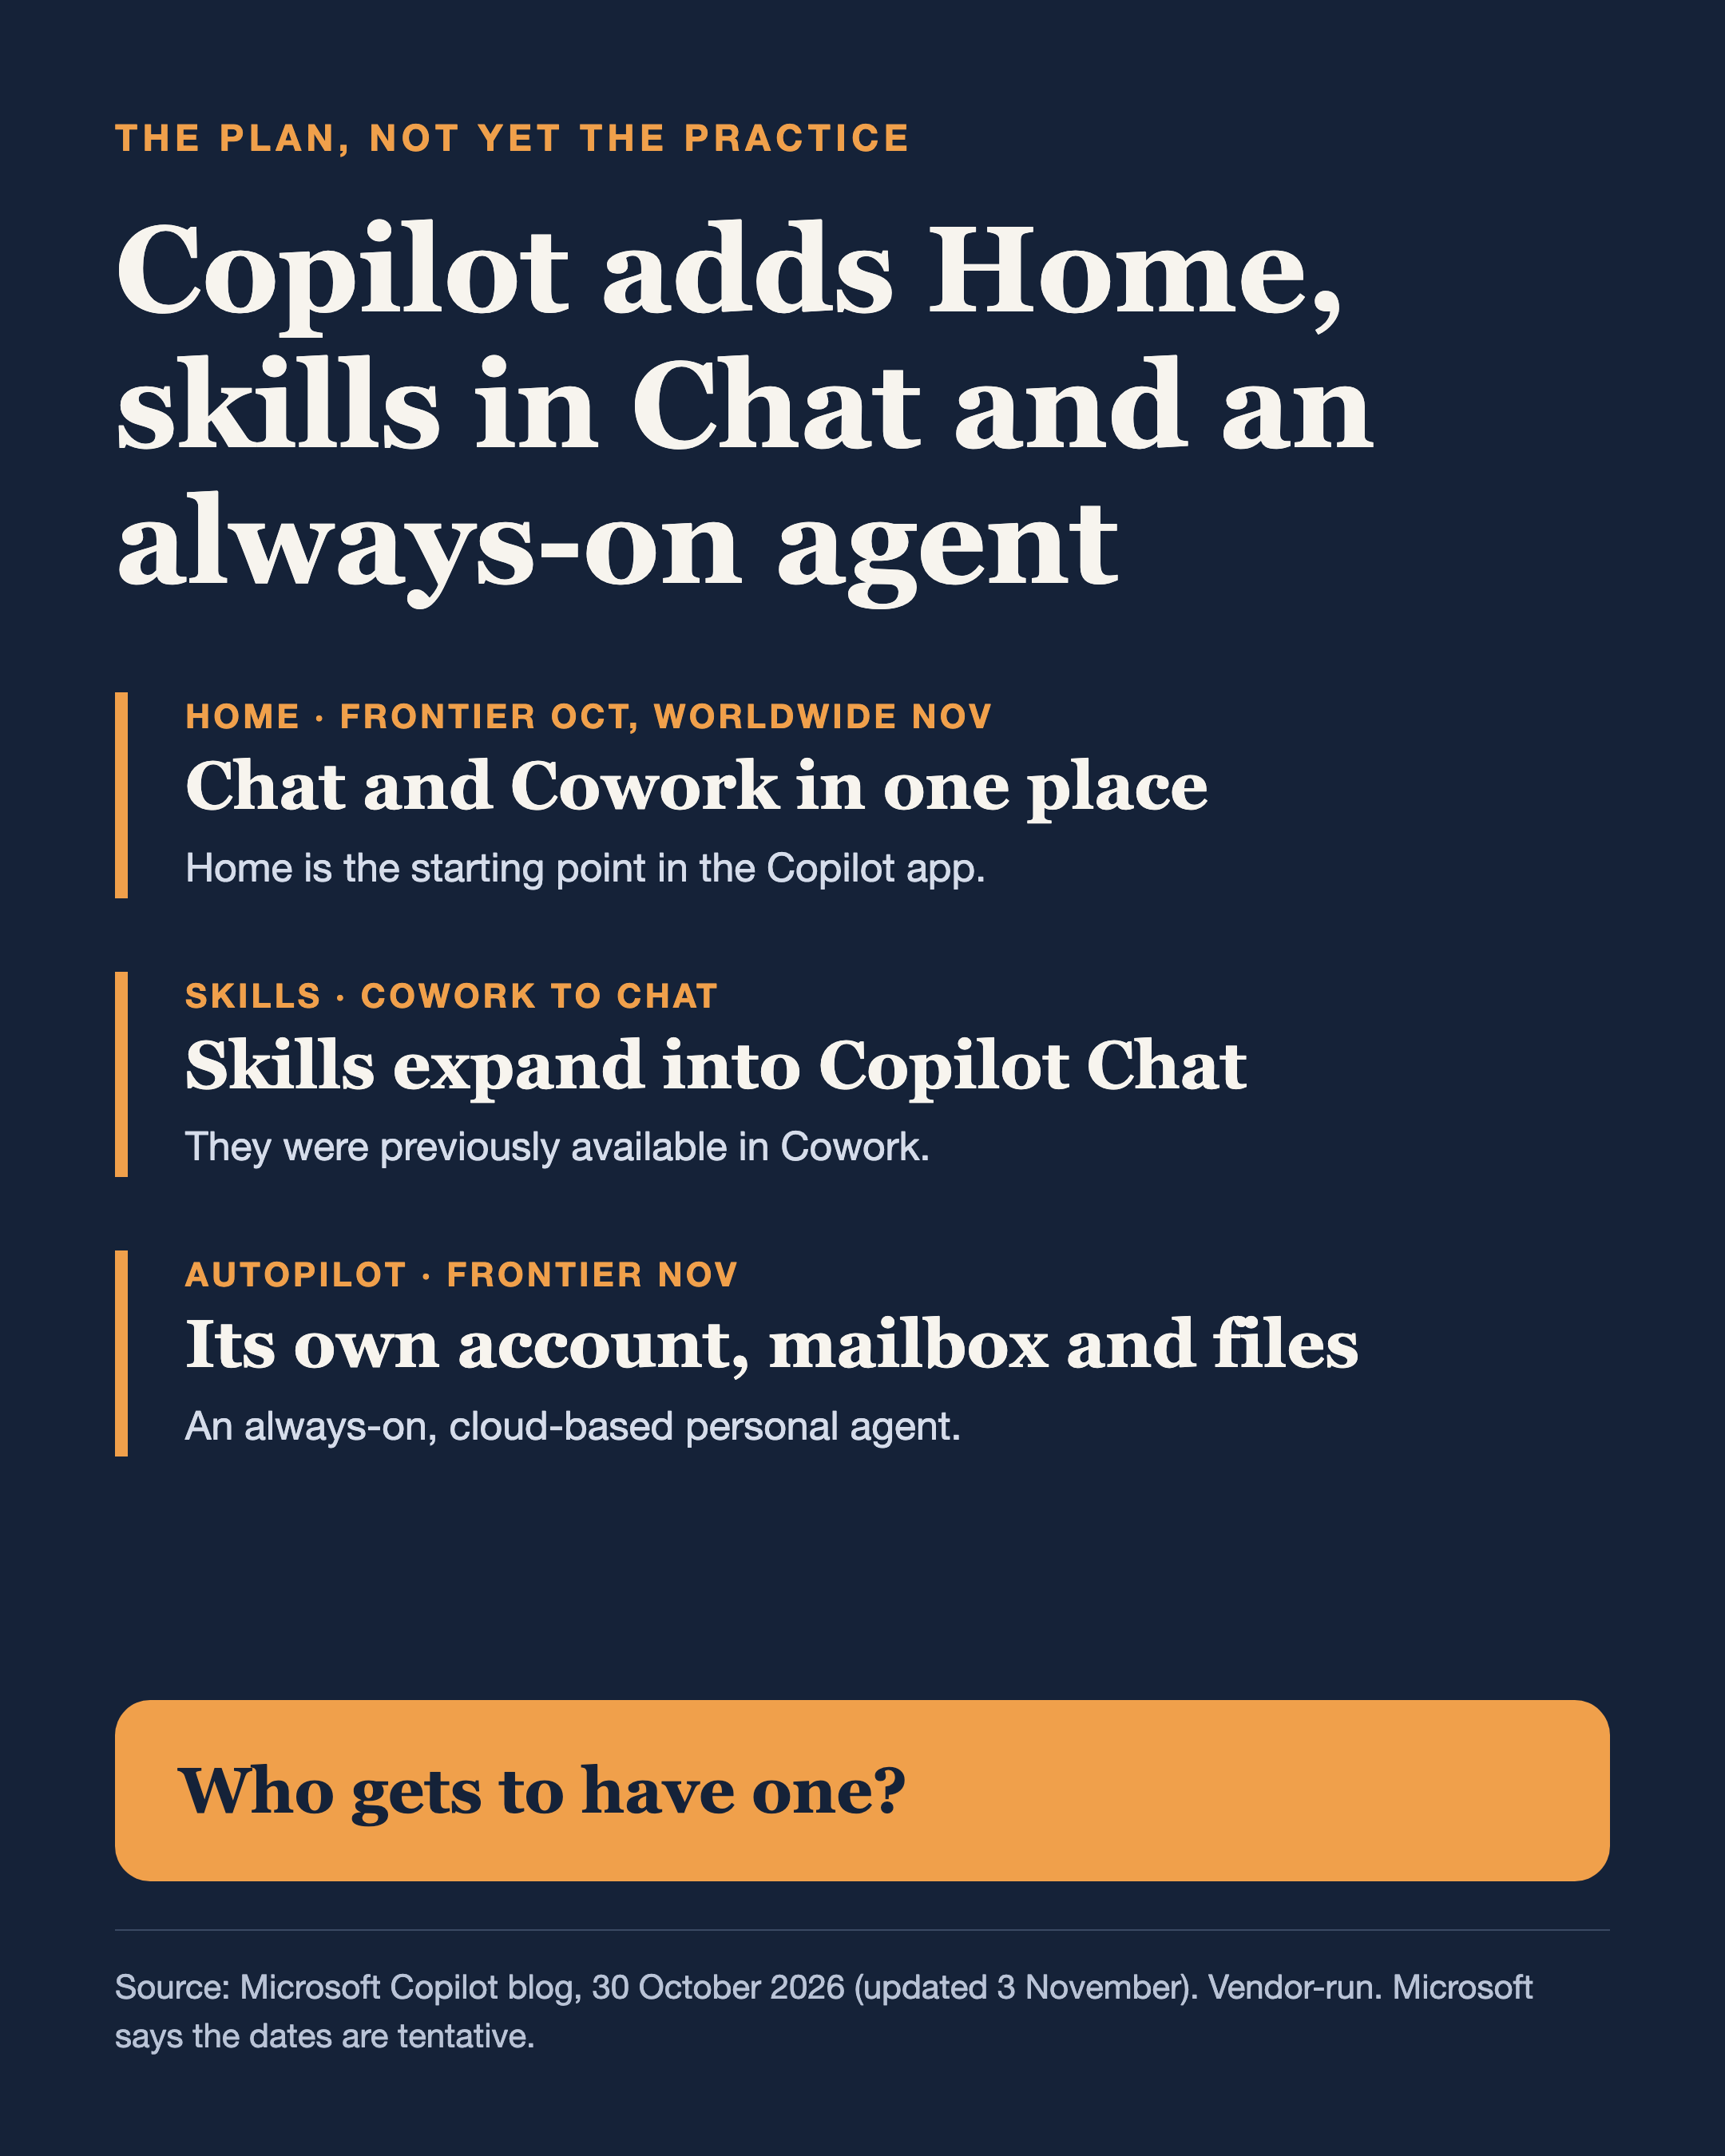 THE PLAN, NOT YET THE PRACTICE
Copilot adds Home,
skills in Chat and an
always-on agent
HOME · FRONTIER OCT, WORLDWIDE NOV
Chat and Cowork in one place
Home is the starting point in the Copilot app.
SKILLS · COWORK TO CHAT
Skills expand into Copilot Chat
They were previously available in Cowork.
AUTOPILOT · FRONTIER NOV
Its own account, mailbox and files
An always-on, cloud-based personal agent.
Who gets to have one?
Source: Microsoft Copilot blog, 30 October 2026 (updated 3 November). Vendor-run. Microsoft
says the dates are tentative.